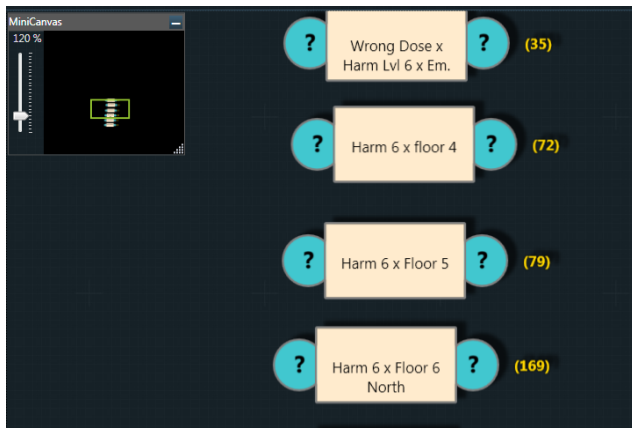 MiniCanvas
120 %
? Wrong Dose x ? (35)
Harm Lvl 6 x Em.
? Harm 6 x floor 4 ? (72)
? Harm 6 x Floor 5 ? (79)
? Harm 6 x Floor 6 ? (169)
North